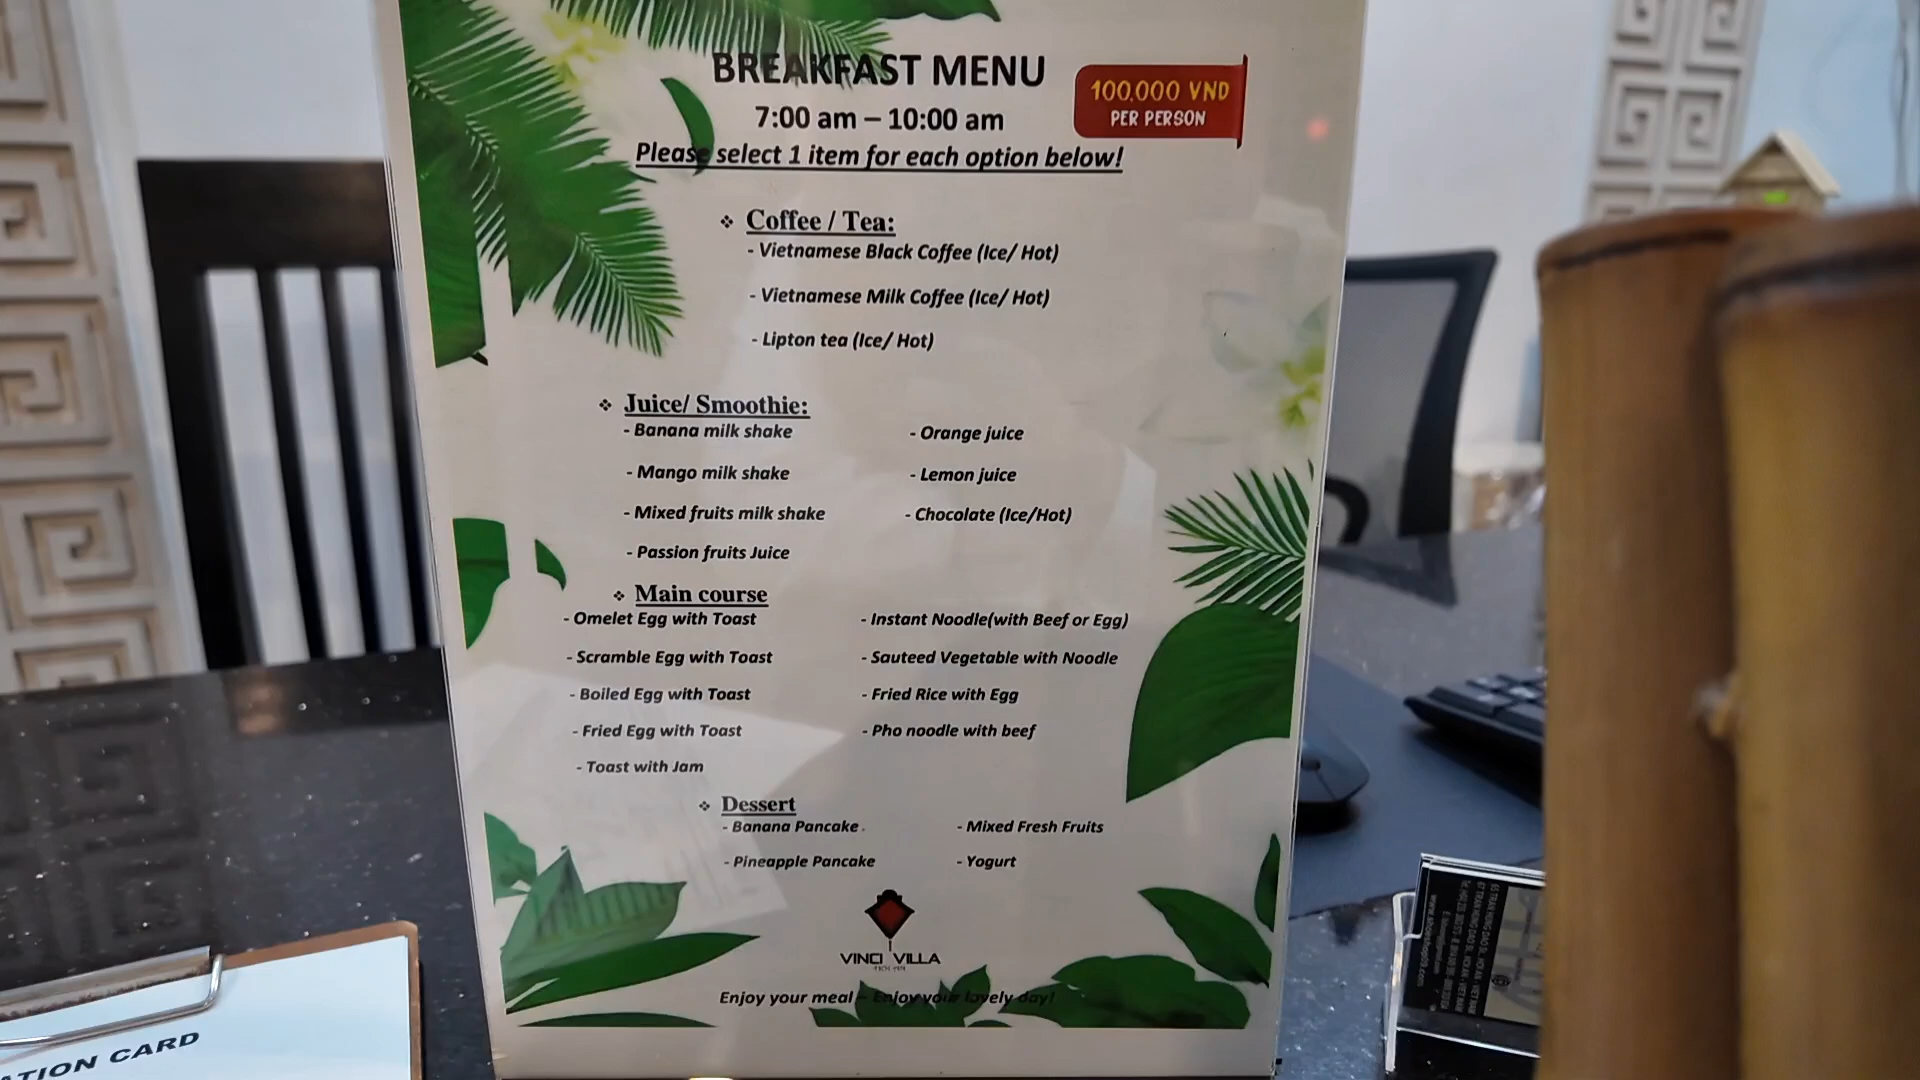 BREAKFAST MENU
100.000 VND
PER PERSON
7:00 am – 10:00 am
Please select 1 item for each option below!
❖ Coffee / Tea:
- Vietnamese Black Coffee (Ice/ Hot)
- Vietnamese Milk Coffee (Ice/ Hot)
- Lipton tea (Ice/ Hot)
❖ Juice/ Smoothie:
- Banana milk shake
- Mango milk shake
- Mixed fruits milk shake
- Passion fruits Juice
- Orange juice
- Lemon juice
- Chocolate (Ice/Hot)
❖ Main course
- Omelet Egg with Toast
- Scramble Egg with Toast
- Boiled Egg with Toast
- Fried Egg with Toast
- Toast with Jam
- Instant Noodle(with Beef or Egg)
- Sauteed Vegetable with Noodle
- Fried Rice with Egg
- Pho noodle with beef
❖ Dessert
- Banana Pancake
- Pineapple Pancake
- Mixed Fresh Fruits
- Yogurt
VINCI VILLA
Enjoy your meal – Enjoy your lovely day!
ATION CARD